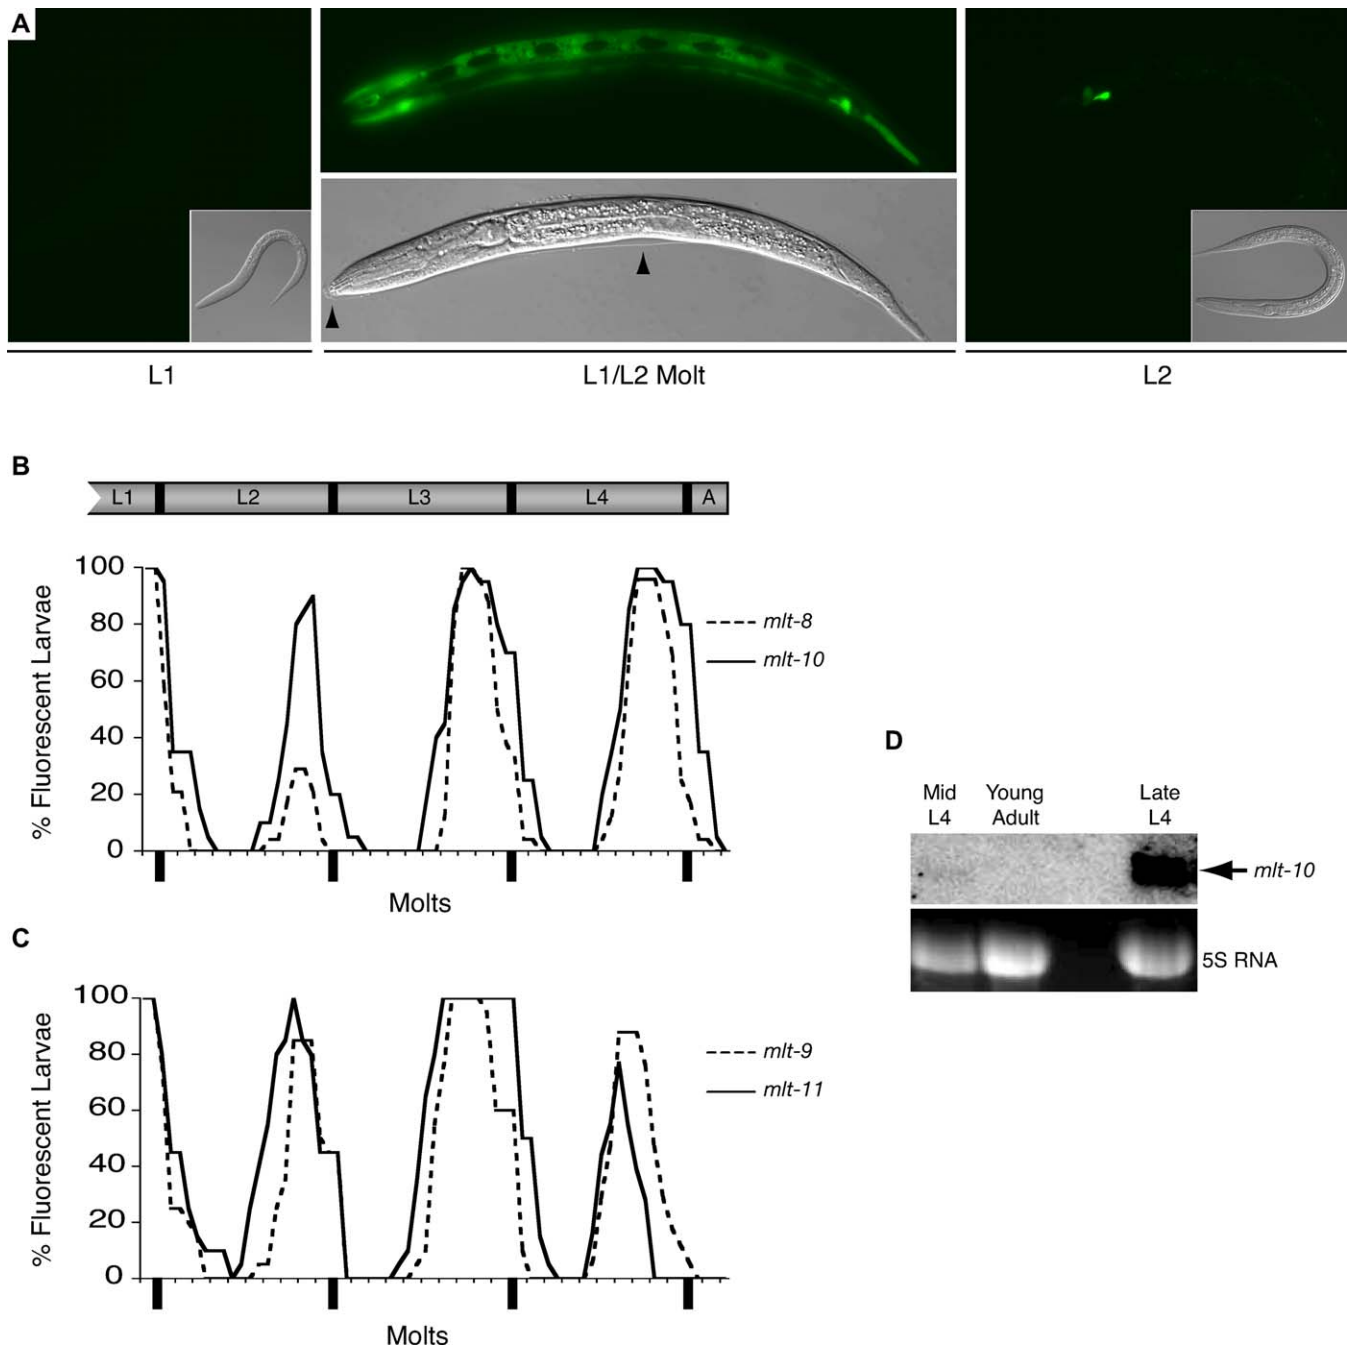 A
L1
L1/L2 Molt
L2
B
L1 L2 L3 L4 A
100
80
60
40
20
0
% Fluorescent Larvae
mlt-8
mlt-10
Molts
C
100
80
60
40
20
0
% Fluorescent Larvae
mlt-9
mlt-11
Molts
D
Mid L4
Young Adult
Late L4
mlt-10
5S RNA